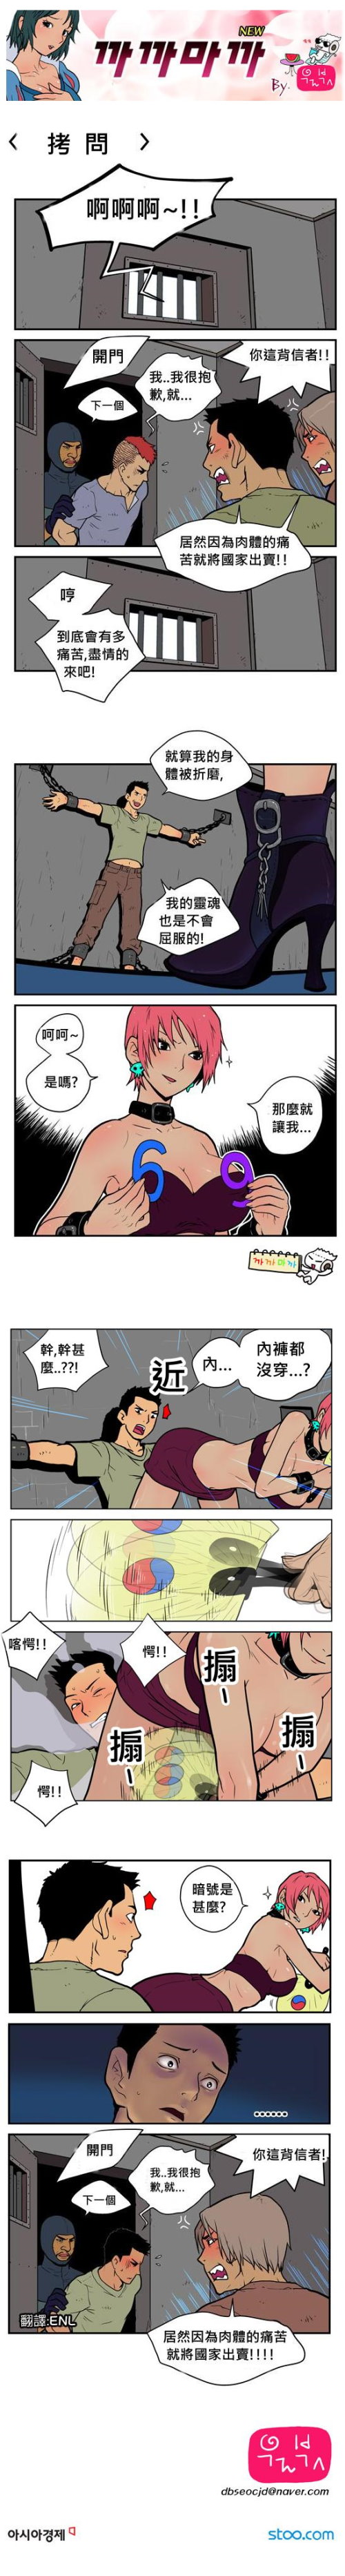 NEW
까까마까
By.
〈 拷 問 〉
啊啊啊~!!
開門
下一個
我..我很抱
歉,就...
你這背信者!!
居然因為肉體的痛
苦就將國家出賣!!
哼
到底會有多
痛苦,盡情的
來吧!
就算我的身
體被折磨,
我的靈魂
也是不會
屈服的!
呵呵~
是嗎?
6 9
那麼就
讓我...
까까마까
幹,幹甚
麼..??!
近
內...
內褲都
沒穿...?
喀愕!!
愕!!
搧
搧
搧
愕!!
暗號是
甚麼?
......
開門
下一個
我..我很抱
歉,就...
你這背信者!
翻譯:ENL
居然因為肉體的痛苦
就將國家出賣!!!!
dbseocjd@naver.com
아시아경제
stoo.com